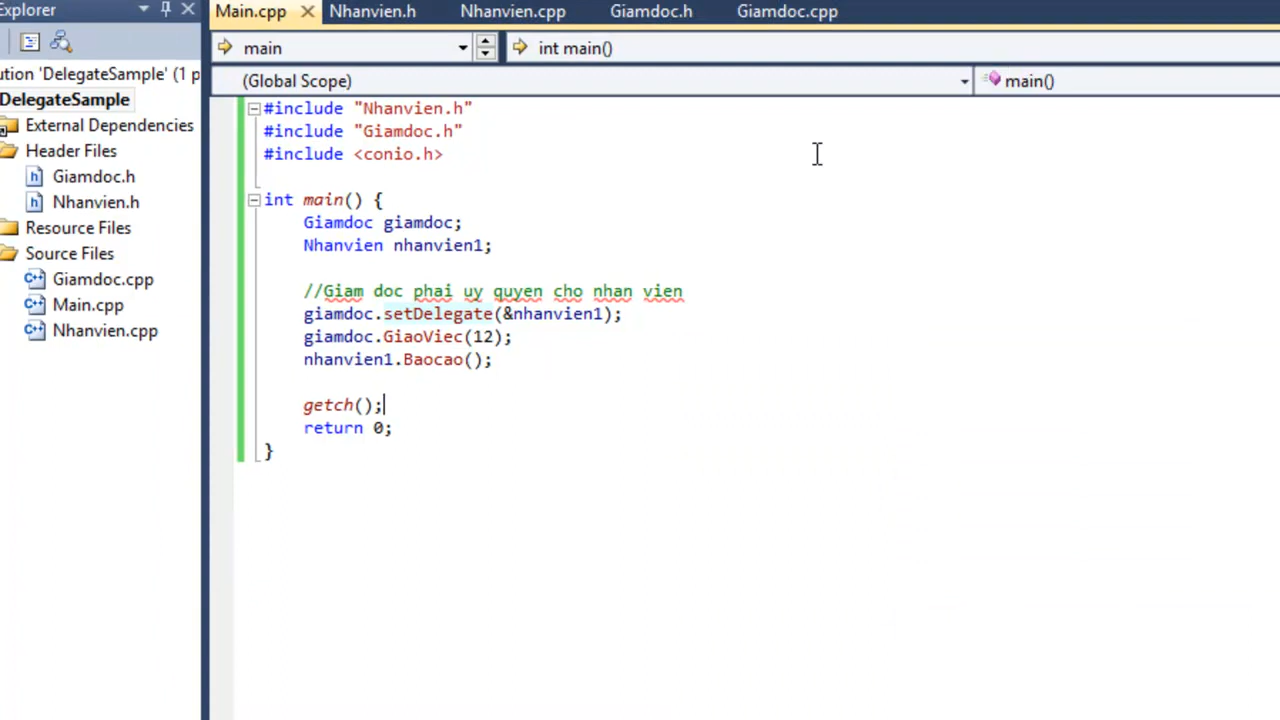 Explorer
Main.cpp
Nhanvien.h
Nhanvien.cpp
Giamdoc.h
Giamdoc.cpp
main
int main()
ution 'DelegateSample' (1 p
(Global Scope)
main()
DelegateSample
External Dependencies
Header Files
Giamdoc.h
Nhanvien.h
Resource Files
Source Files
Giamdoc.cpp
Main.cpp
Nhanvien.cpp
#include "Nhanvien.h"
#include "Giamdoc.h"
#include <conio.h>
int main() {
Giamdoc giamdoc;
Nhanvien nhanvien1;
//Giam doc phai uy quyen cho nhan vien
giamdoc.setDelegate(&nhanvien1);
giamdoc.GiaoViec(12);
nhanvien1.Baocao();
getch();
return 0;
}